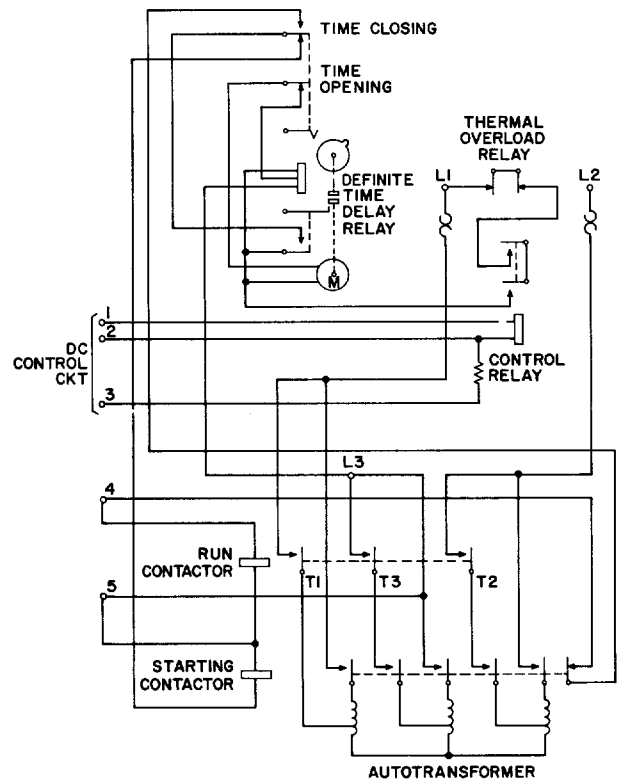 TIME CLOSING
TIME
OPENING
THERMAL
OVERLOAD
RELAY
L1
L2
DEFINITE
TIME
DELAY
RELAY
M
1
2
DC
CONTROL
CKT
3
CONTROL
RELAY
L3
4
RUN
CONTACTOR
T1
T3
T2
5
STARTING
CONTACTOR
AUTOTRANSFORMER